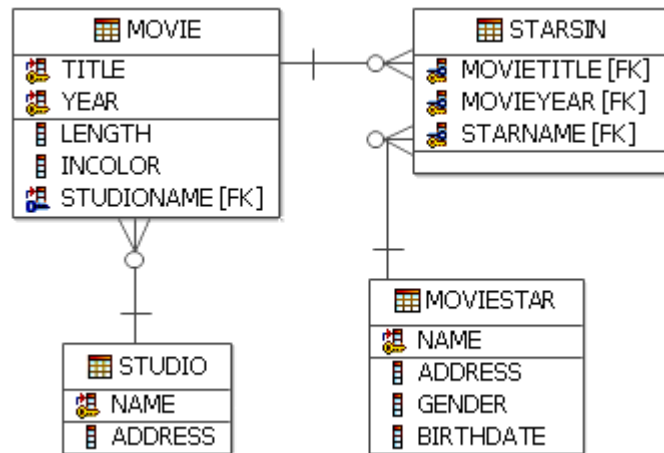 MOVIE
TITLE
YEAR
LENGTH
INCOLOR
STUDIONAME [FK]
STARSIN
MOVIETITLE [FK]
MOVIEYEAR [FK]
STARNAME [FK]
STUDIO
NAME
ADDRESS
MOVIESTAR
NAME
ADDRESS
GENDER
BIRTHDATE